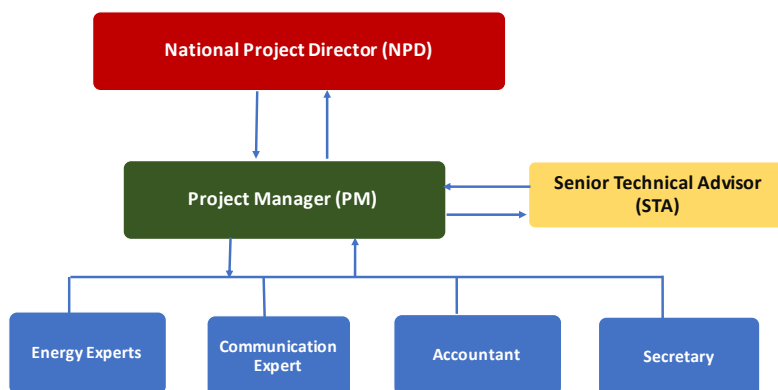 National Project Director (NPD)
Project Manager (PM)
Senior Technical Advisor
(STA)
Energy Experts
Communication
Expert
Accountant
Secretary